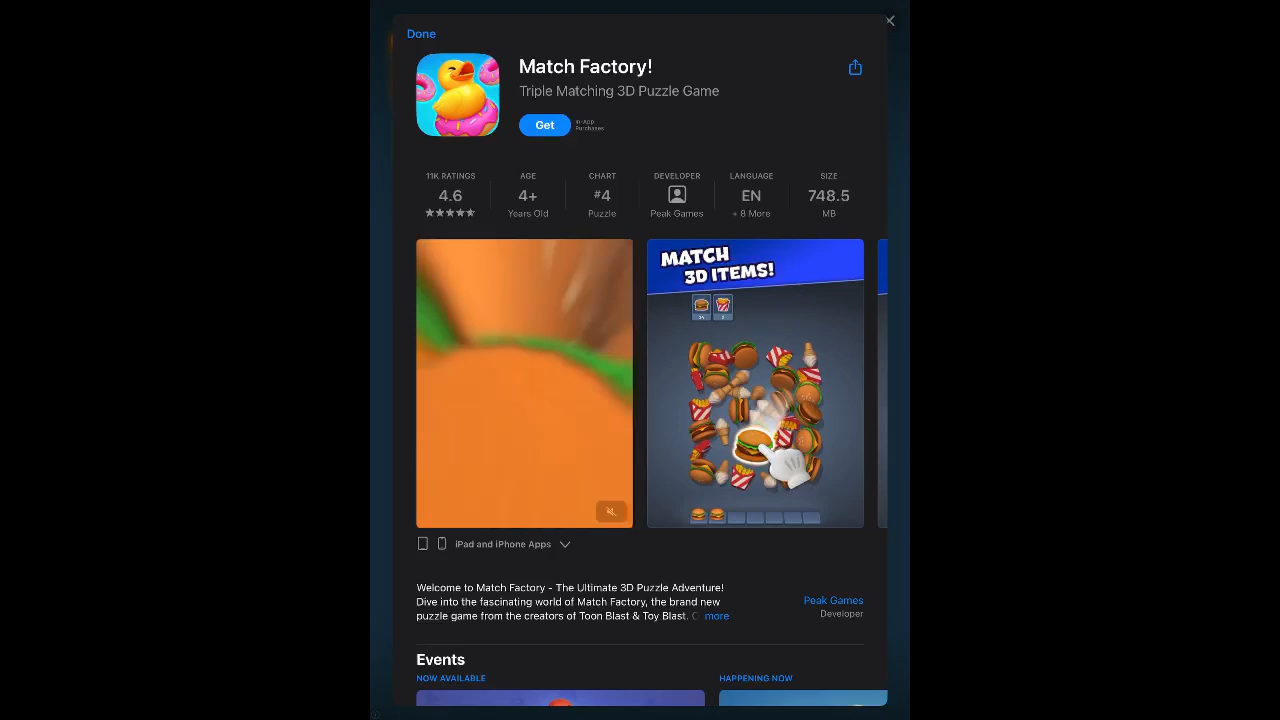 Done
Match Factory!
Triple Matching 3D Puzzle Game
Get
In-App
Purchases
11K RATINGS
4.6
AGE
4+
Years Old
CHART
#4
Puzzle
DEVELOPER
Peak Games
LANGUAGE
EN
+ 8 More
SIZE
748.5
MB
MATCH
3D ITEMS!
iPad and iPhone Apps
Welcome to Match Factory - The Ultimate 3D Puzzle Adventure!
Dive into the fascinating world of Match Factory, the brand new
puzzle game from the creators of Toon Blast & Toy Blast. more
Peak Games
Developer
Events
NOW AVAILABLE
HAPPENING NOW